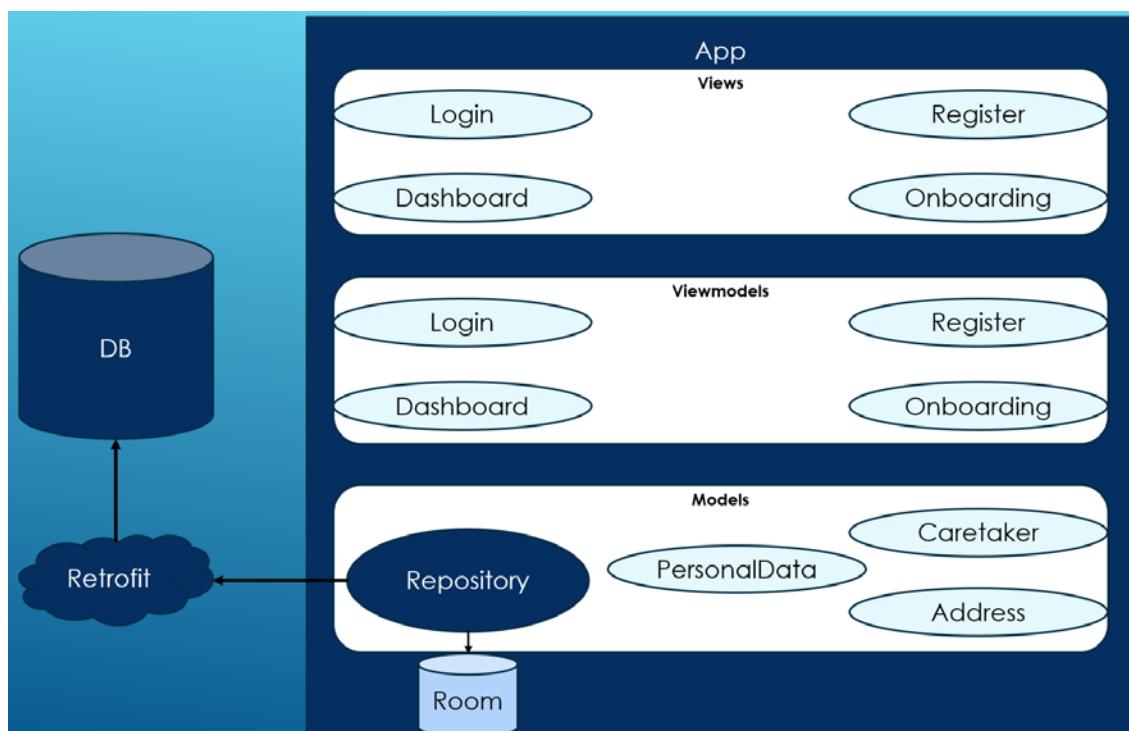 App
Views
Login
Register
Dashboard
Onboarding
DB
Viewmodels
Login
Register
Dashboard
Onboarding
Models
Retrofit
Repository
PersonalData
Caretaker
Address
Room